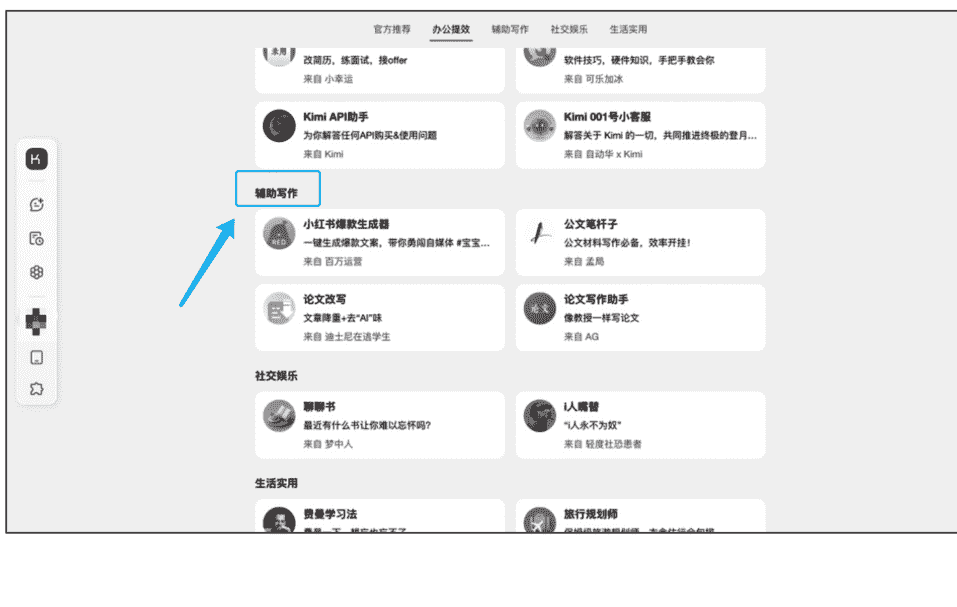 官方推荐 办公提效 辅助写作 社交娱乐 生活实用
改简历，练面试，接offer
来自 小幸运
软件技巧，硬件知识，手把手教会你
来自 可乐加冰
Kimi API助手
为你解答任何API购买&使用问题
来自 Kimi
Kimi 001号小客服
解答关于 Kimi 的一切，共同推进终极的登月...
来自 自动华 x Kimi
辅助写作
小红书爆款生成器
一键生成爆款文案，带你勇闯自媒体 #宝宝...
来自 百万运营
RED
公文笔杆子
公文材料写作必备，效率开挂！
来自 孟局
论文改写
文章降重+去“AI”味
来自 迪士尼在逃学生
论文写作助手
像教授一样写论文
来自 AG
社交娱乐
聊聊书
最近有什么书让你难以忘怀吗？
来自 梦中人
i人嘴替
“i人永不为奴”
来自 轻度社恐患者
生活实用
费曼学习法
旅行规划师